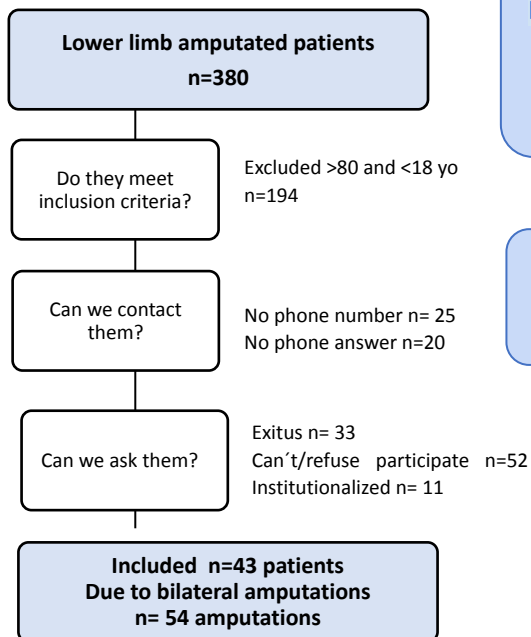 Lower limb amputated patients
n=380
Do they meet
inclusion criteria?
Excluded >80 and <18 yo
n=194
Can we contact
them?
No phone number n= 25
No phone answer n=20
Can we ask them?
Exitus n= 33
Can´t/refuse participate n=52
Institutionalized n= 11
Included n=43 patients
Due to bilateral amputations
n= 54 amputations